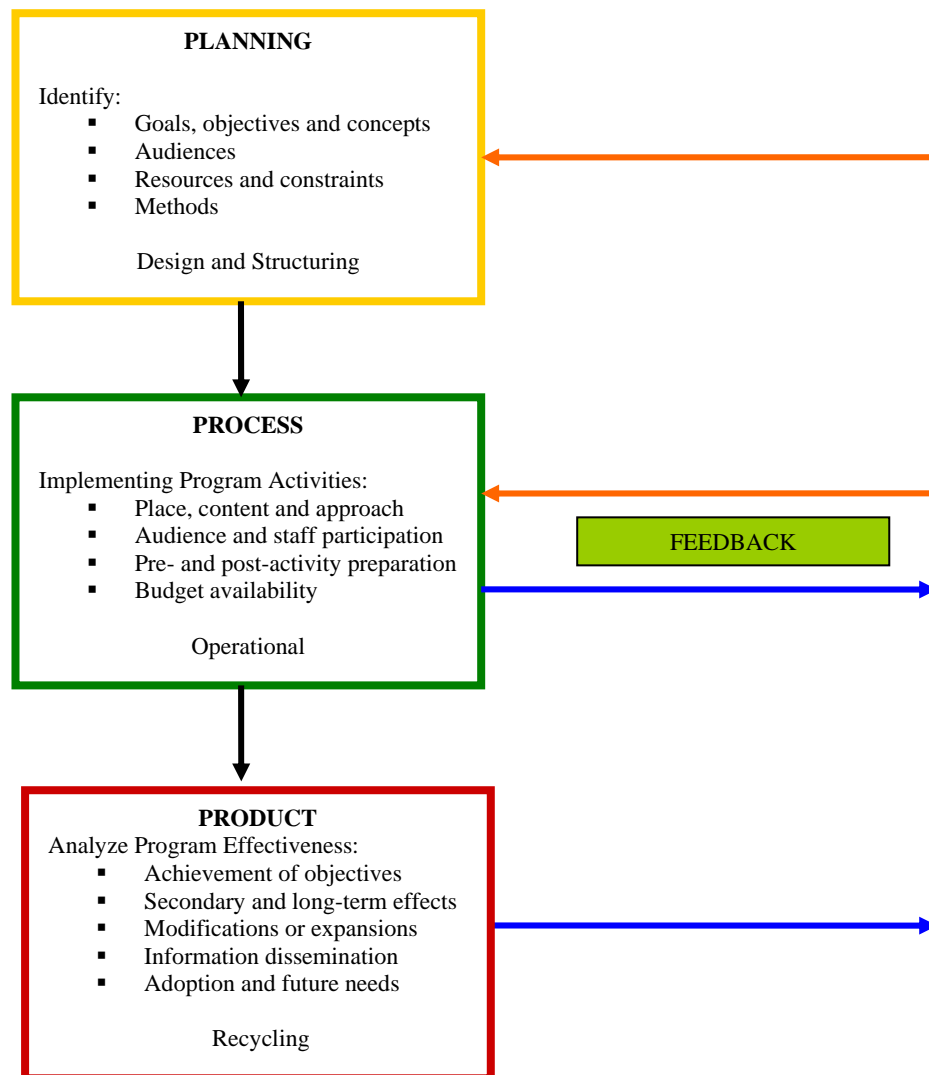 PLANNING
Identify:
▪ Goals, objectives and concepts
▪ Audiences
▪ Resources and constraints
▪ Methods
Design and Structuring
PROCESS
Implementing Program Activities:
▪ Place, content and approach
▪ Audience and staff participation
▪ Pre- and post-activity preparation
▪ Budget availability
Operational
FEEDBACK
PRODUCT
Analyze Program Effectiveness:
▪ Achievement of objectives
▪ Secondary and long-term effects
▪ Modifications or expansions
▪ Information dissemination
▪ Adoption and future needs
Recycling